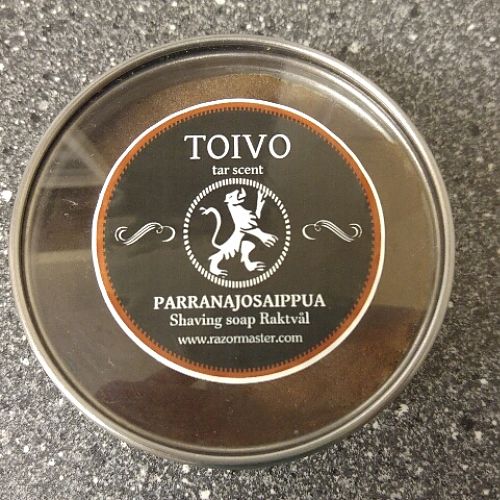 TOIVO
tar scent
PARRANAJOSAIPPUA
Shaving soap Raktvål
www.razormaster.com